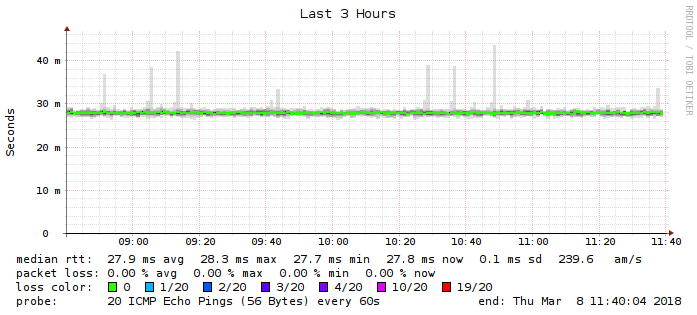 Last 3 Hours
RRDTOOL / TOBI OETIKER
Seconds
40 m
30 m
20 m
10 m
0
09:00 09:20 09:40 10:00 10:20 10:40 11:00 11:20 11:40
median rtt: 27.9 ms avg 28.3 ms max 27.7 ms min 27.8 ms now 0.1 ms sd 239.6 am/s
packet loss: 0.00 % avg 0.00 % max 0.00 % min 0.00 % now
loss color: 0 1/20 2/20 3/20 4/20 10/20 19/20
probe: 20 ICMP Echo Pings (56 Bytes) every 60s end: Thu Mar 8 11:40:04 2018